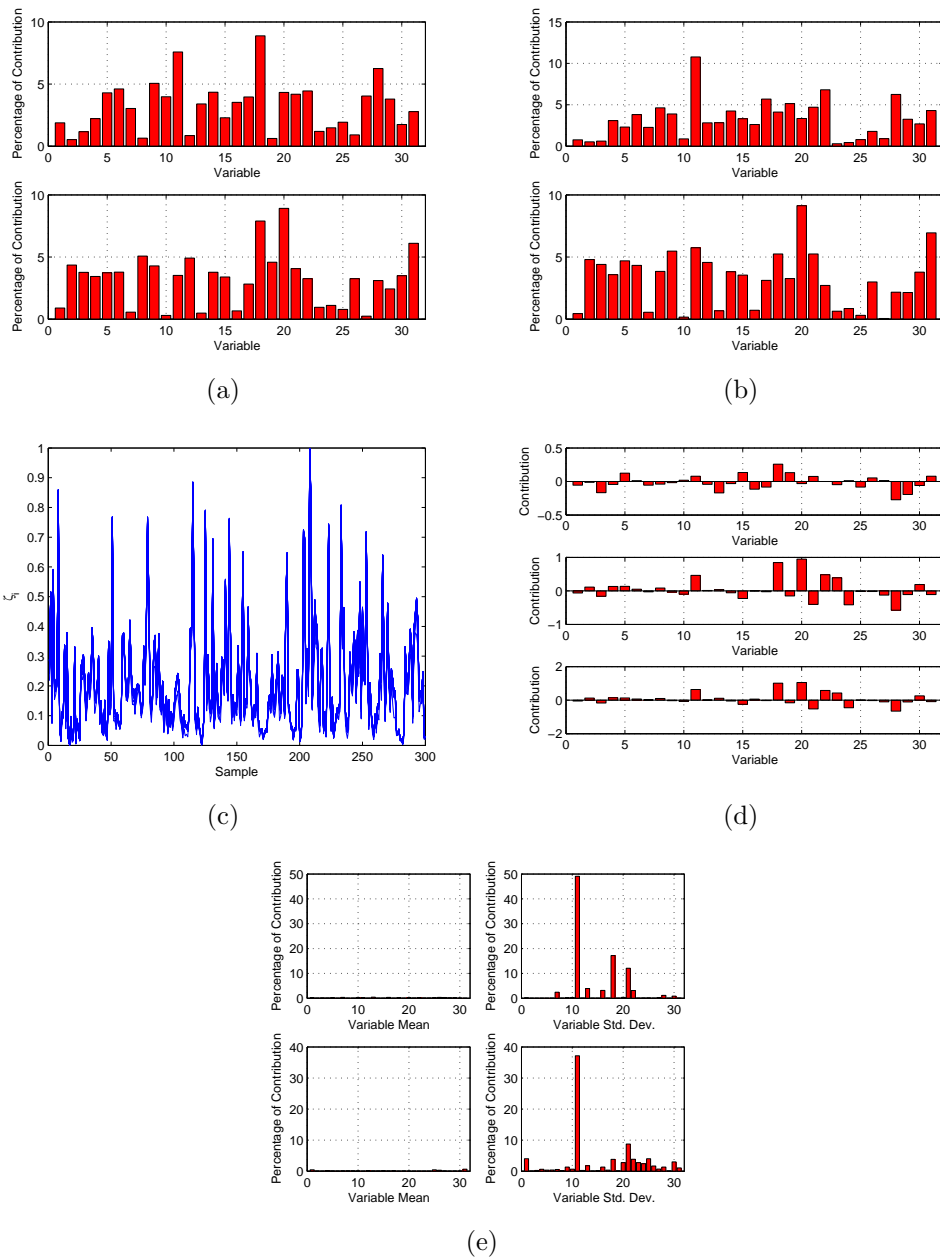 Percentage of Contribution
10
5
0
0 5 10 15 20 25 30
Variable
Percentage of Contribution
10
5
0
0 5 10 15 20 25 30
Variable
(a)
Percentage of Contribution
15
10
5
0
0 5 10 15 20 25 30
Variable
Percentage of Contribution
10
5
0
0 5 10 15 20 25 30
Variable
(b)
ζi
1
0.9
0.8
0.7
0.6
0.5
0.4
0.3
0.2
0.1
0
0 50 100 150 200 250 300
Sample
(c)
Contribution
0.5
0
−0.5
0 5 10 15 20 25 30
Contribution
1
0
−1
0 5 10 15 20 25 30
Contribution
2
0
−2
0 5 10 15 20 25 30
Variable
(d)
Percentage of Contribution
50
40
30
20
10
0
0 10 20 30
Variable Mean
Percentage of Contribution
50
40
30
20
10
0
0 10 20 30
Variable Std. Dev.
Percentage of Contribution
40
30
20
10
0
0 10 20 30
Variable Mean
Percentage of Contribution
40
30
20
10
0
0 10 20 30
Variable Std. Dev.
(e)